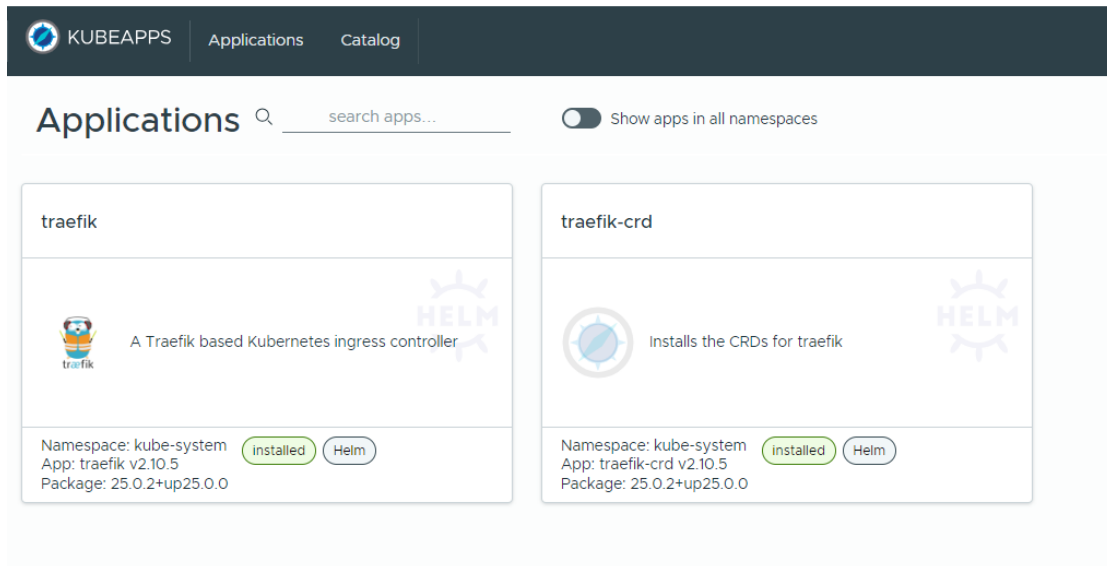 KUBEAPPS Applications Catalog
Applications search apps... Show apps in all namespaces
traefik
HELM
træfik
A Traefik based Kubernetes ingress controller
Namespace: kube-system installed Helm
App: traefik v2.10.5
Package: 25.0.2+up25.0.0
traefik-crd
HELM
Installs the CRDs for traefik
Namespace: kube-system installed Helm
App: traefik-crd v2.10.5
Package: 25.0.2+up25.0.0